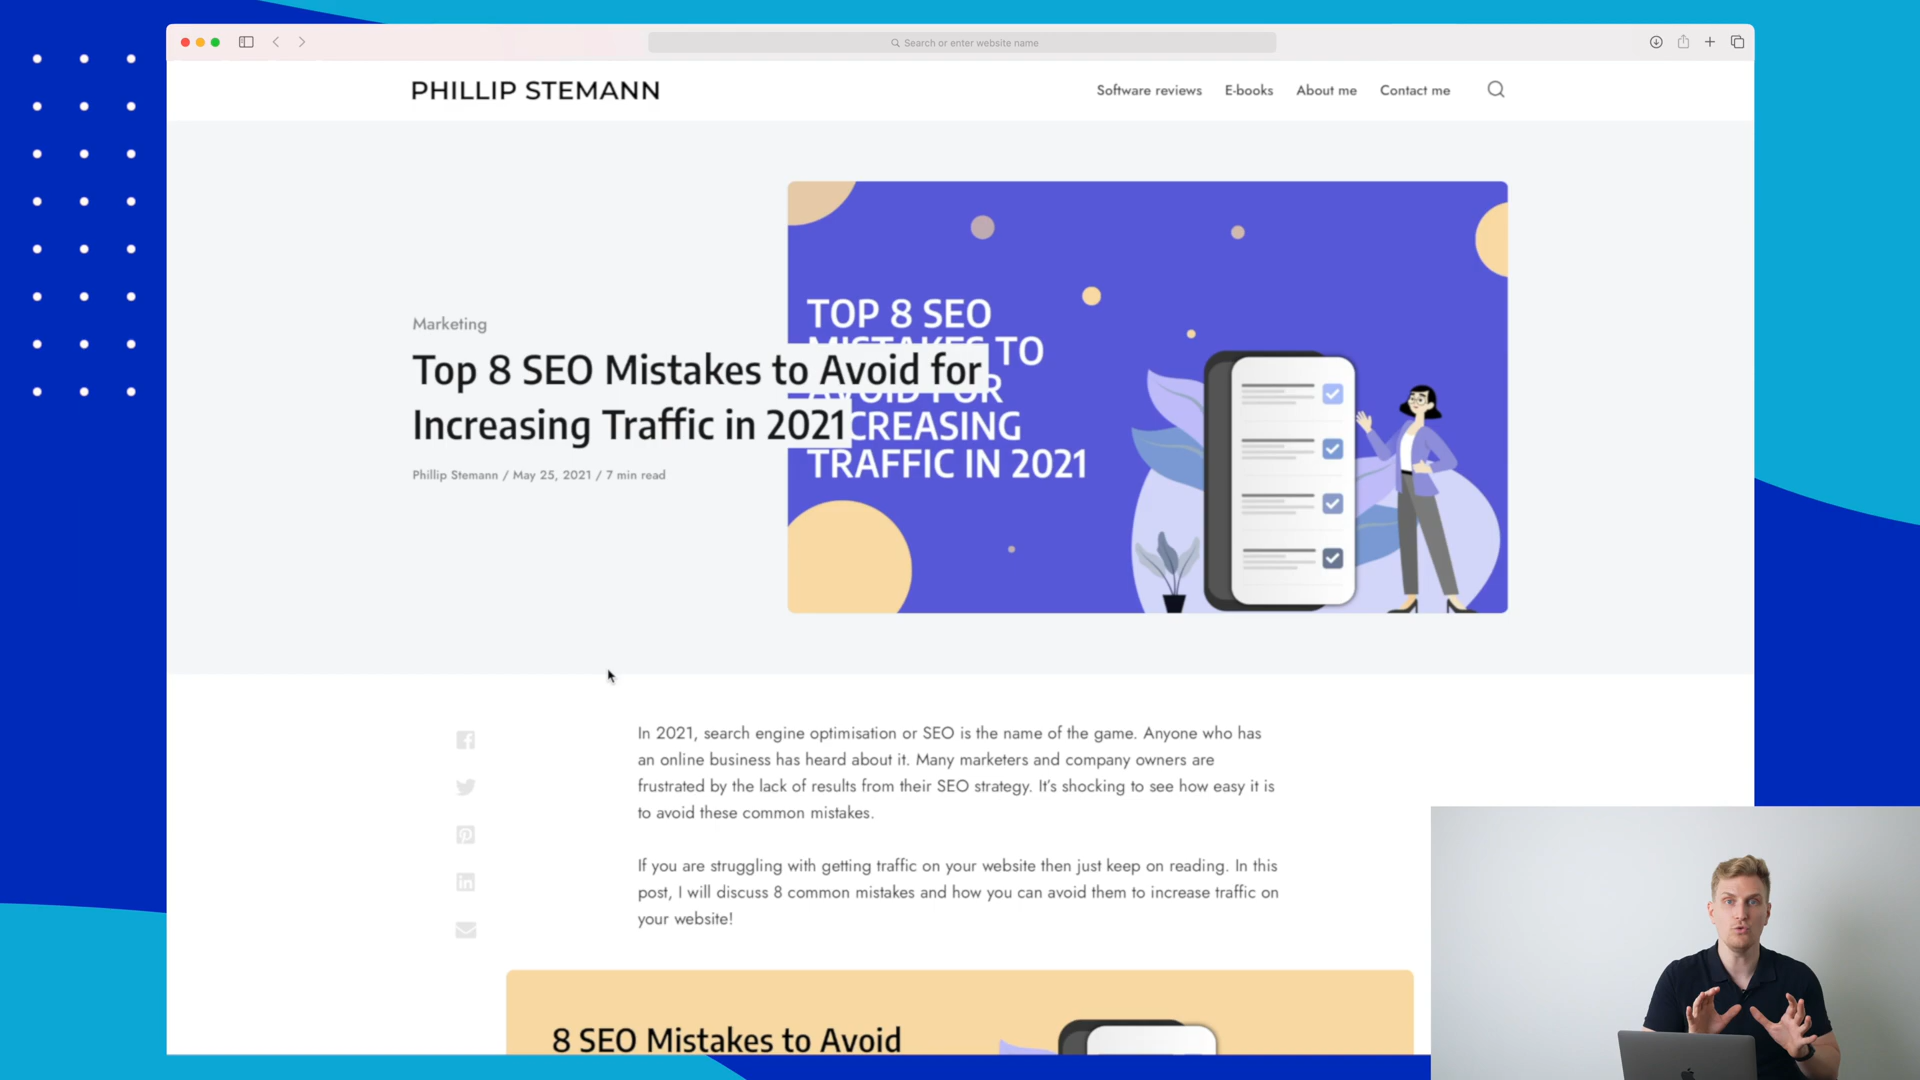 Search or enter website name
PHILLIP STEMANN
Software reviews
E-books
About me
Contact me
Marketing
Top 8 SEO Mistakes to Avoid for
Increasing Traffic in 2021
Phillip Stemann / May 25, 2021 / 7 min read
TOP 8 SEO
MISTAKES TO
AVOID FOR
INCREASING
TRAFFIC IN 2021
In 2021, search engine optimisation or SEO is the name of the game. Anyone who has
an online business has heard about it. Many marketers and company owners are
frustrated by the lack of results from their SEO strategy. It's shocking to see how easy it is
to avoid these common mistakes.
If you are struggling with getting traffic on your website then just keep on reading. In this
post, I will discuss 8 common mistakes and how you can avoid them to increase traffic on
your website!
8 SEO Mistakes to Avoid